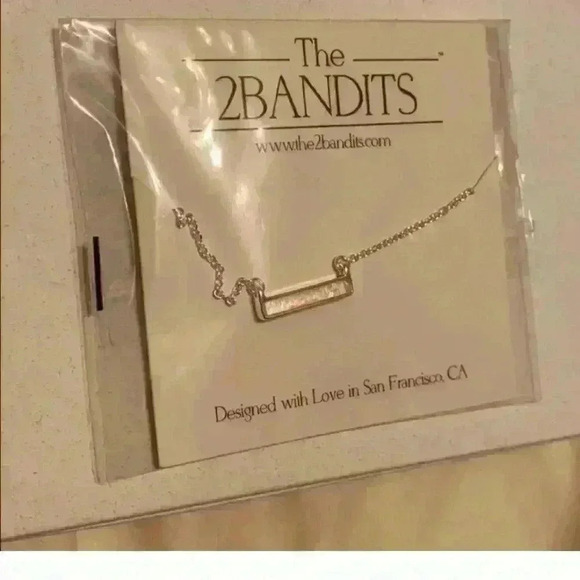 The
2BANDITS
www.the2bandits.com
Designed with Love in San Francisco, CA